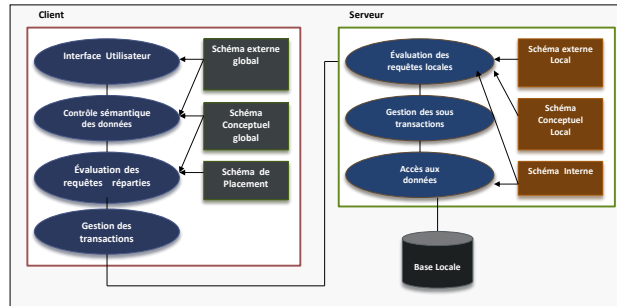 Client
Interface Utilisateur
Schéma externe
global
Contrôle sémantique
des données
Schéma
Conceptuel
global
Évaluation des
requêtes réparties
Schéma de
Placement
Gestion des
transactions
Serveur
Évaluation des
requêtes locales
Schéma externe
Local
Gestion des sous
transactions
Schéma
Conceptuel
Local
Accès aux
données
Schéma Interne
Base Locale